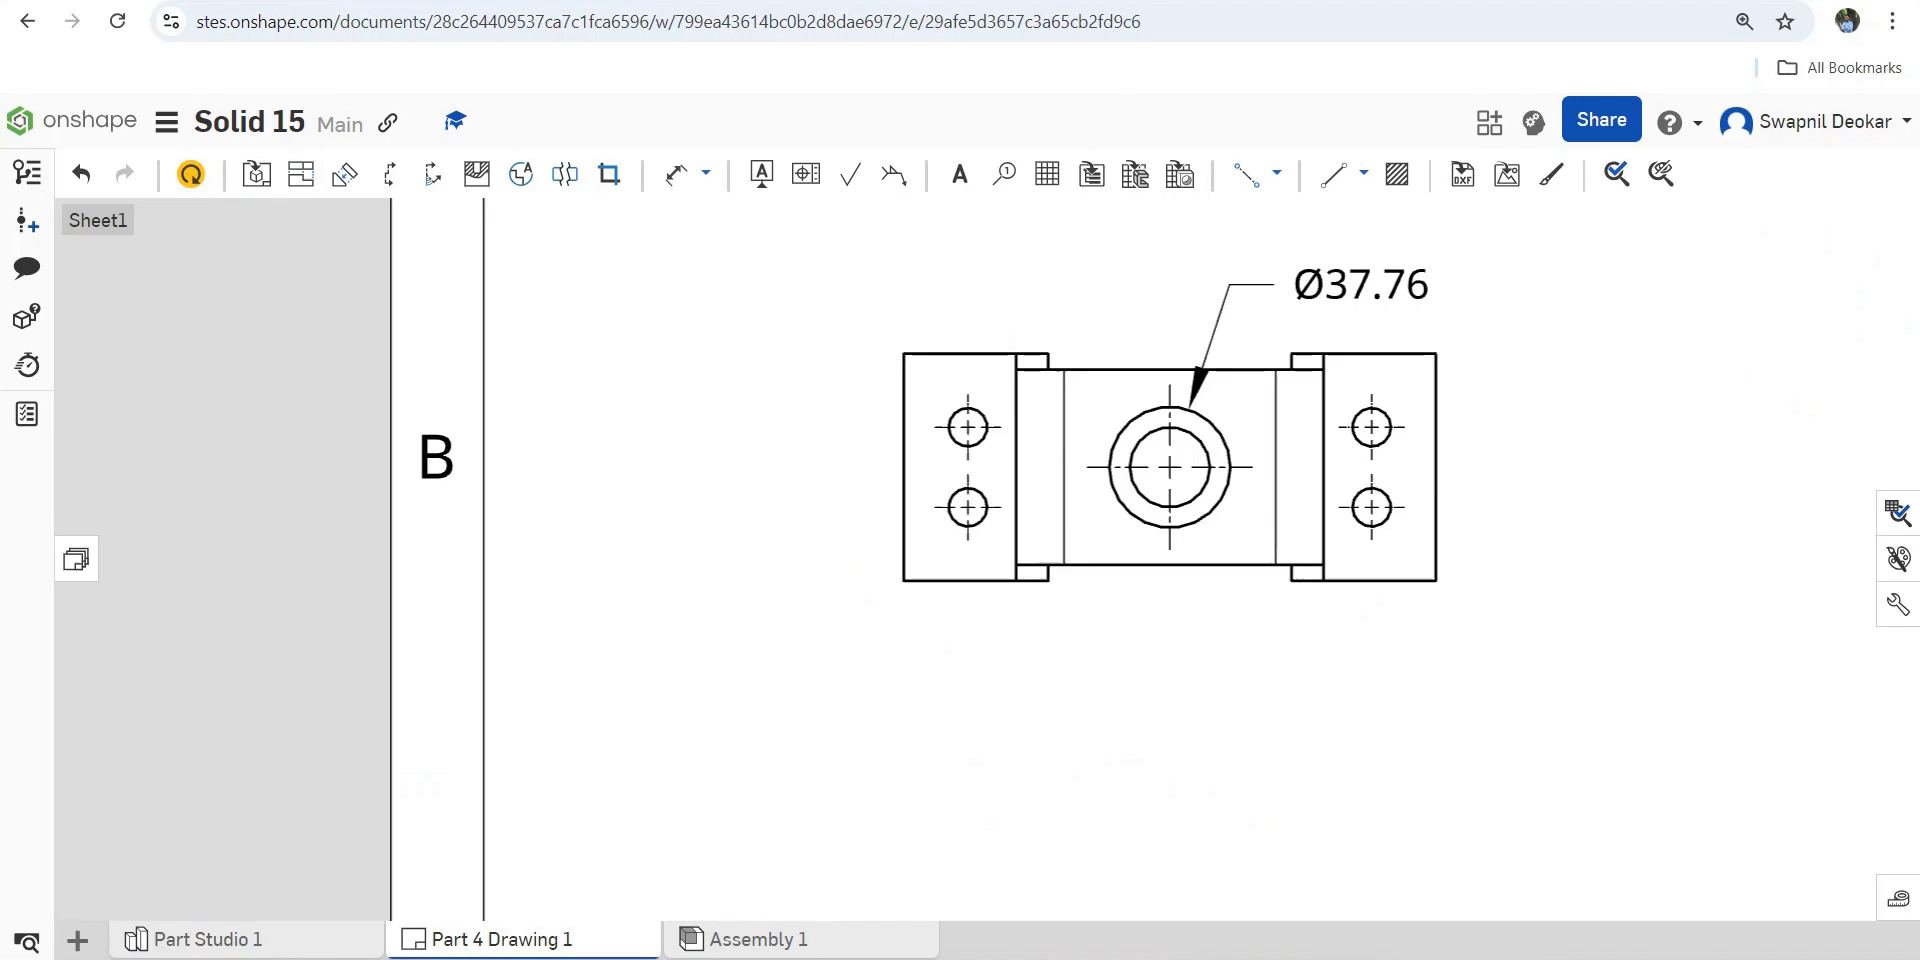 stes.onshape.com/documents/28c264409537ca7c1fca6596/w/799ea43614bc0b2d8dae6972/e/29afe5d3657c3a65cb2fd9c6
All Bookmarks
onshape Solid 15 Main Share Swapnil Deokar
Sheet1
Ø37.76
B
Part Studio 1 Part 4 Drawing 1 Assembly 1